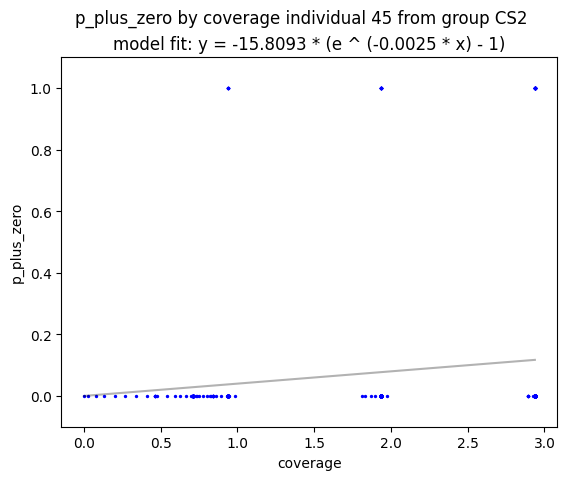 p_plus_zero by coverage individual 45 from group CS2
model fit: y = -15.8093 * (e ^ (-0.0025 * x) - 1)
1.0
0.8
0.6
0.4
0.2
0.0
p_plus_zero
0.0 0.5 1.0 1.5 2.0 2.5 3.0
coverage